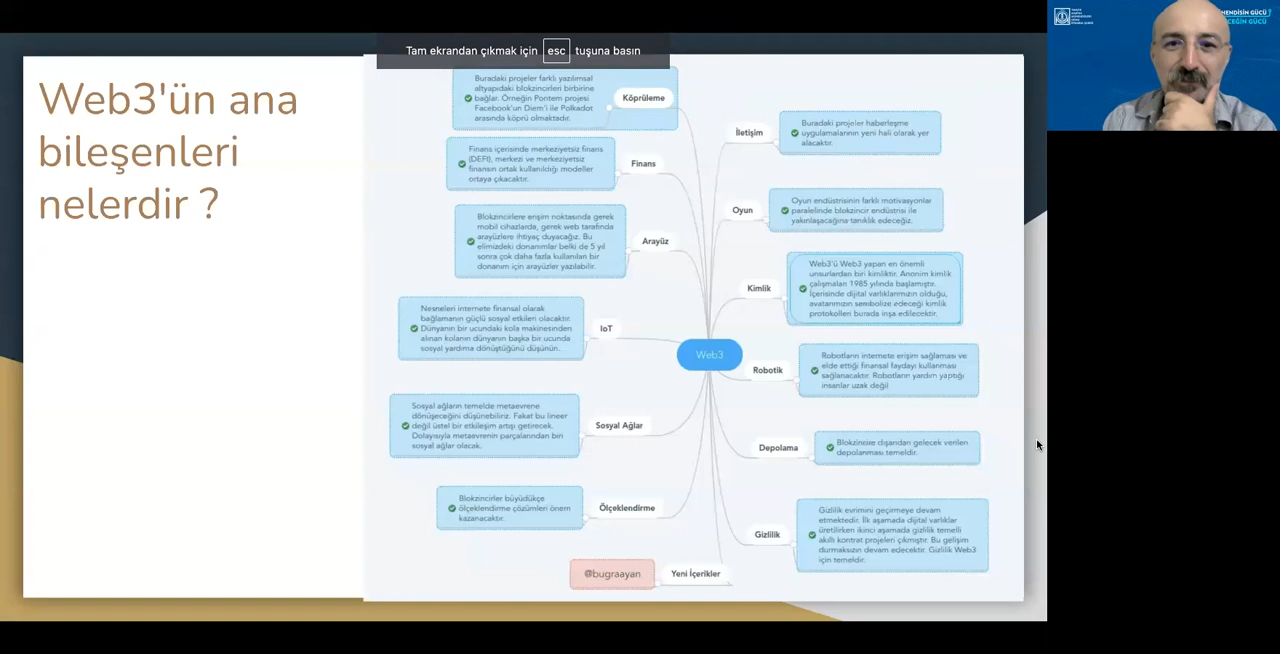 Tam ekrandan çıkmak için esc tuşuna basın
Web3'ün ana
bileşenleri
nelerdir ?
Buradaki projeler farklı yazılımsal
altyapıdaki blokzincirleri birbirine
bağlar. Örneğin Pontem projesi
Facebook'un Diem'i ile Polkadot
arasında köprü olmaktadır.
Köprüleme
Finans içerisinde merkeziyetsiz finans
(DEFI), merkezi ve merkeziyetsiz
finansın ortak kullanıldığı modeller
ortaya çıkacaktır.
Finans
Blokzincirlere erişim noktasında gerek
mobil cihazlarda, gerek web tarafında
arayüzlere ihtiyaç duyacağız. Bu
elimizdeki donanımlar belki de 5 yıl
sonra çok daha fazla kullanılan bir
donanım için arayüzler yazılabilir.
Arayüz
Nesneleri internete finansal olarak
bağlamanın güçlü sosyal etkileri olacaktır.
Dünyanın bir ucundaki kola makinesinden
alınan kolanın dünyanın başka bir ucunda
sosyal yardıma dönüştüğünü düşünün.
IoT
Sosyal ağların temelde metaevrene
dönüşeceğini düşünebiliriz. Fakat bu lineer
değil üstel bir etkileşim artışı getirecek.
Dolayısıyla metaevrenin parçalarından biri
sosyal ağlar olacak.
Sosyal Ağlar
Blokzincirler büyüdükçe
ölçeklendirme çözümleri önem
kazanacaktır.
Ölçeklendirme
@bugraayan
Yeni İçerikler
Web3
İletişim
Buradaki projeler haberleşme
uygulamalarının yeni hali olarak yer
alacaktır.
Oyun
Oyun endüstrisinin farklı motivasyonlar
paralelinde blokzincir endüstrisi ile
yakınlaşacağına tanıklık edeceğiz.
Kimlik
Web3'ü Web3 yapan en önemli
unsurlardan biri kimliktir. Anonim kimlik
çalışmaları 1985 yılında başlamıştır.
İçerisinde dijital varlıklarımızın olduğu,
avatarımızın sembolize edeceği kimlik
protokolleri burada inşa edilecektir.
Robotik
Robotların internete erişim sağlaması ve
elde ettiği finansal faydayı kullanması
sağlanacaktır. Robotların yardım yaptığı
insanlar uzak değil
Depolama
Blokzincire dışarıdan gelecek verilen
depolanması temeldir.
Gizlilik
Gizlilik evrimini geçirmeye devam
etmektedir. İlk aşamada dijital varlıklar
üretilirken ikinci aşamada gizlilik temelli
akıllı kontrat projeleri çıkmıştır. Bu gelişim
durmaksızın devam edecektir. Gizlilik Web3
için temeldir.
HENDİSİN GÜCÜ
CEĞİN GÜCÜ